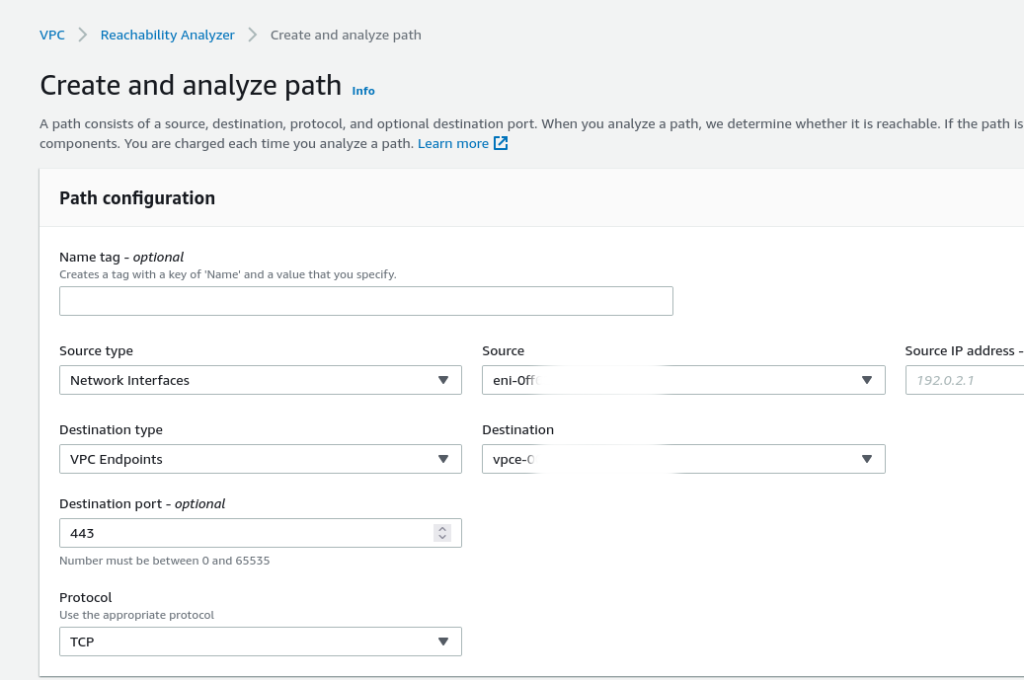 VPC > Reachability Analyzer > Create and analyze path
Create and analyze path Info
A path consists of a source, destination, protocol, and optional destination port. When you analyze a path, we determine whether it is reachable. If the path is
components. You are charged each time you analyze a path. Learn more
Path configuration
Name tag - optional
Creates a tag with a key of 'Name' and a value that you specify.
Source type
Source
Source IP address -
Network Interfaces
eni-0ff
192.0.2.1
Destination type
Destination
VPC Endpoints
vpce-0
Destination port - optional
443
Number must be between 0 and 65535
Protocol
Use the appropriate protocol
TCP